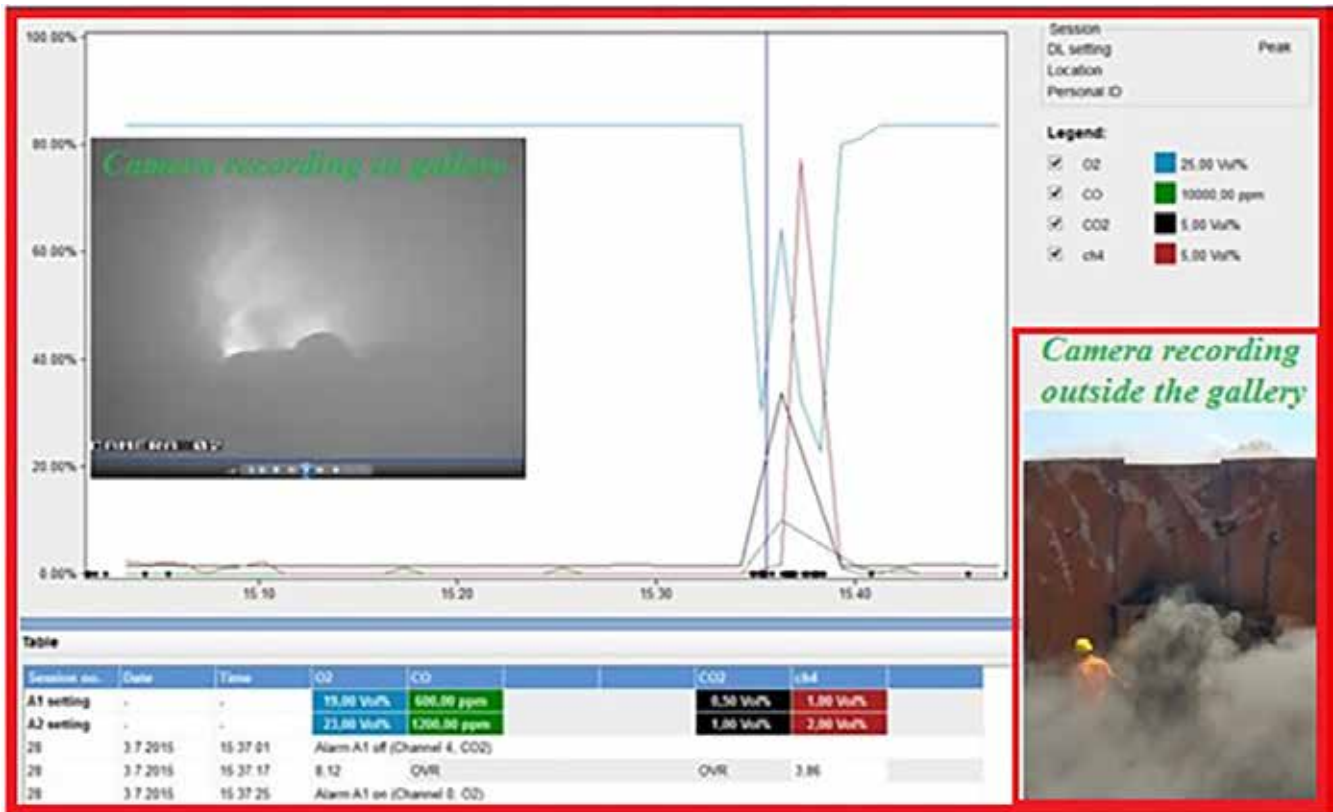 100.00%
80.00%
60.00%
40.00%
20.00%
0.00%
15 10
15 20
15 30
15 40
Camera recording in gallery
Session
DL setting Peak
Location
Personal ID
Legend:
O2 25.00 Vol%
CO 10000,00 ppm
CO2 5,00 Vol%
ch4 5,00 Vol%
Camera recording
outside the gallery
Table
Session no. Date Time O2 CO CO2 ch4
A1 setting - - 19,00 Vol% 600,00 ppm 0,50 Vol% 1,00 Vol%
A2 setting - - 23,00 Vol% 1200,00 ppm 1,00 Vol% 2,00 Vol%
28 3.7.2015 15 37 01 Alarm A1 off (Channel 4, CO2)
28 3.7.2015 15 37 17 8.12 OVR OVR 3,86
28 3.7.2015 15 37 25 Alarm A1 on (Channel 0, O2)